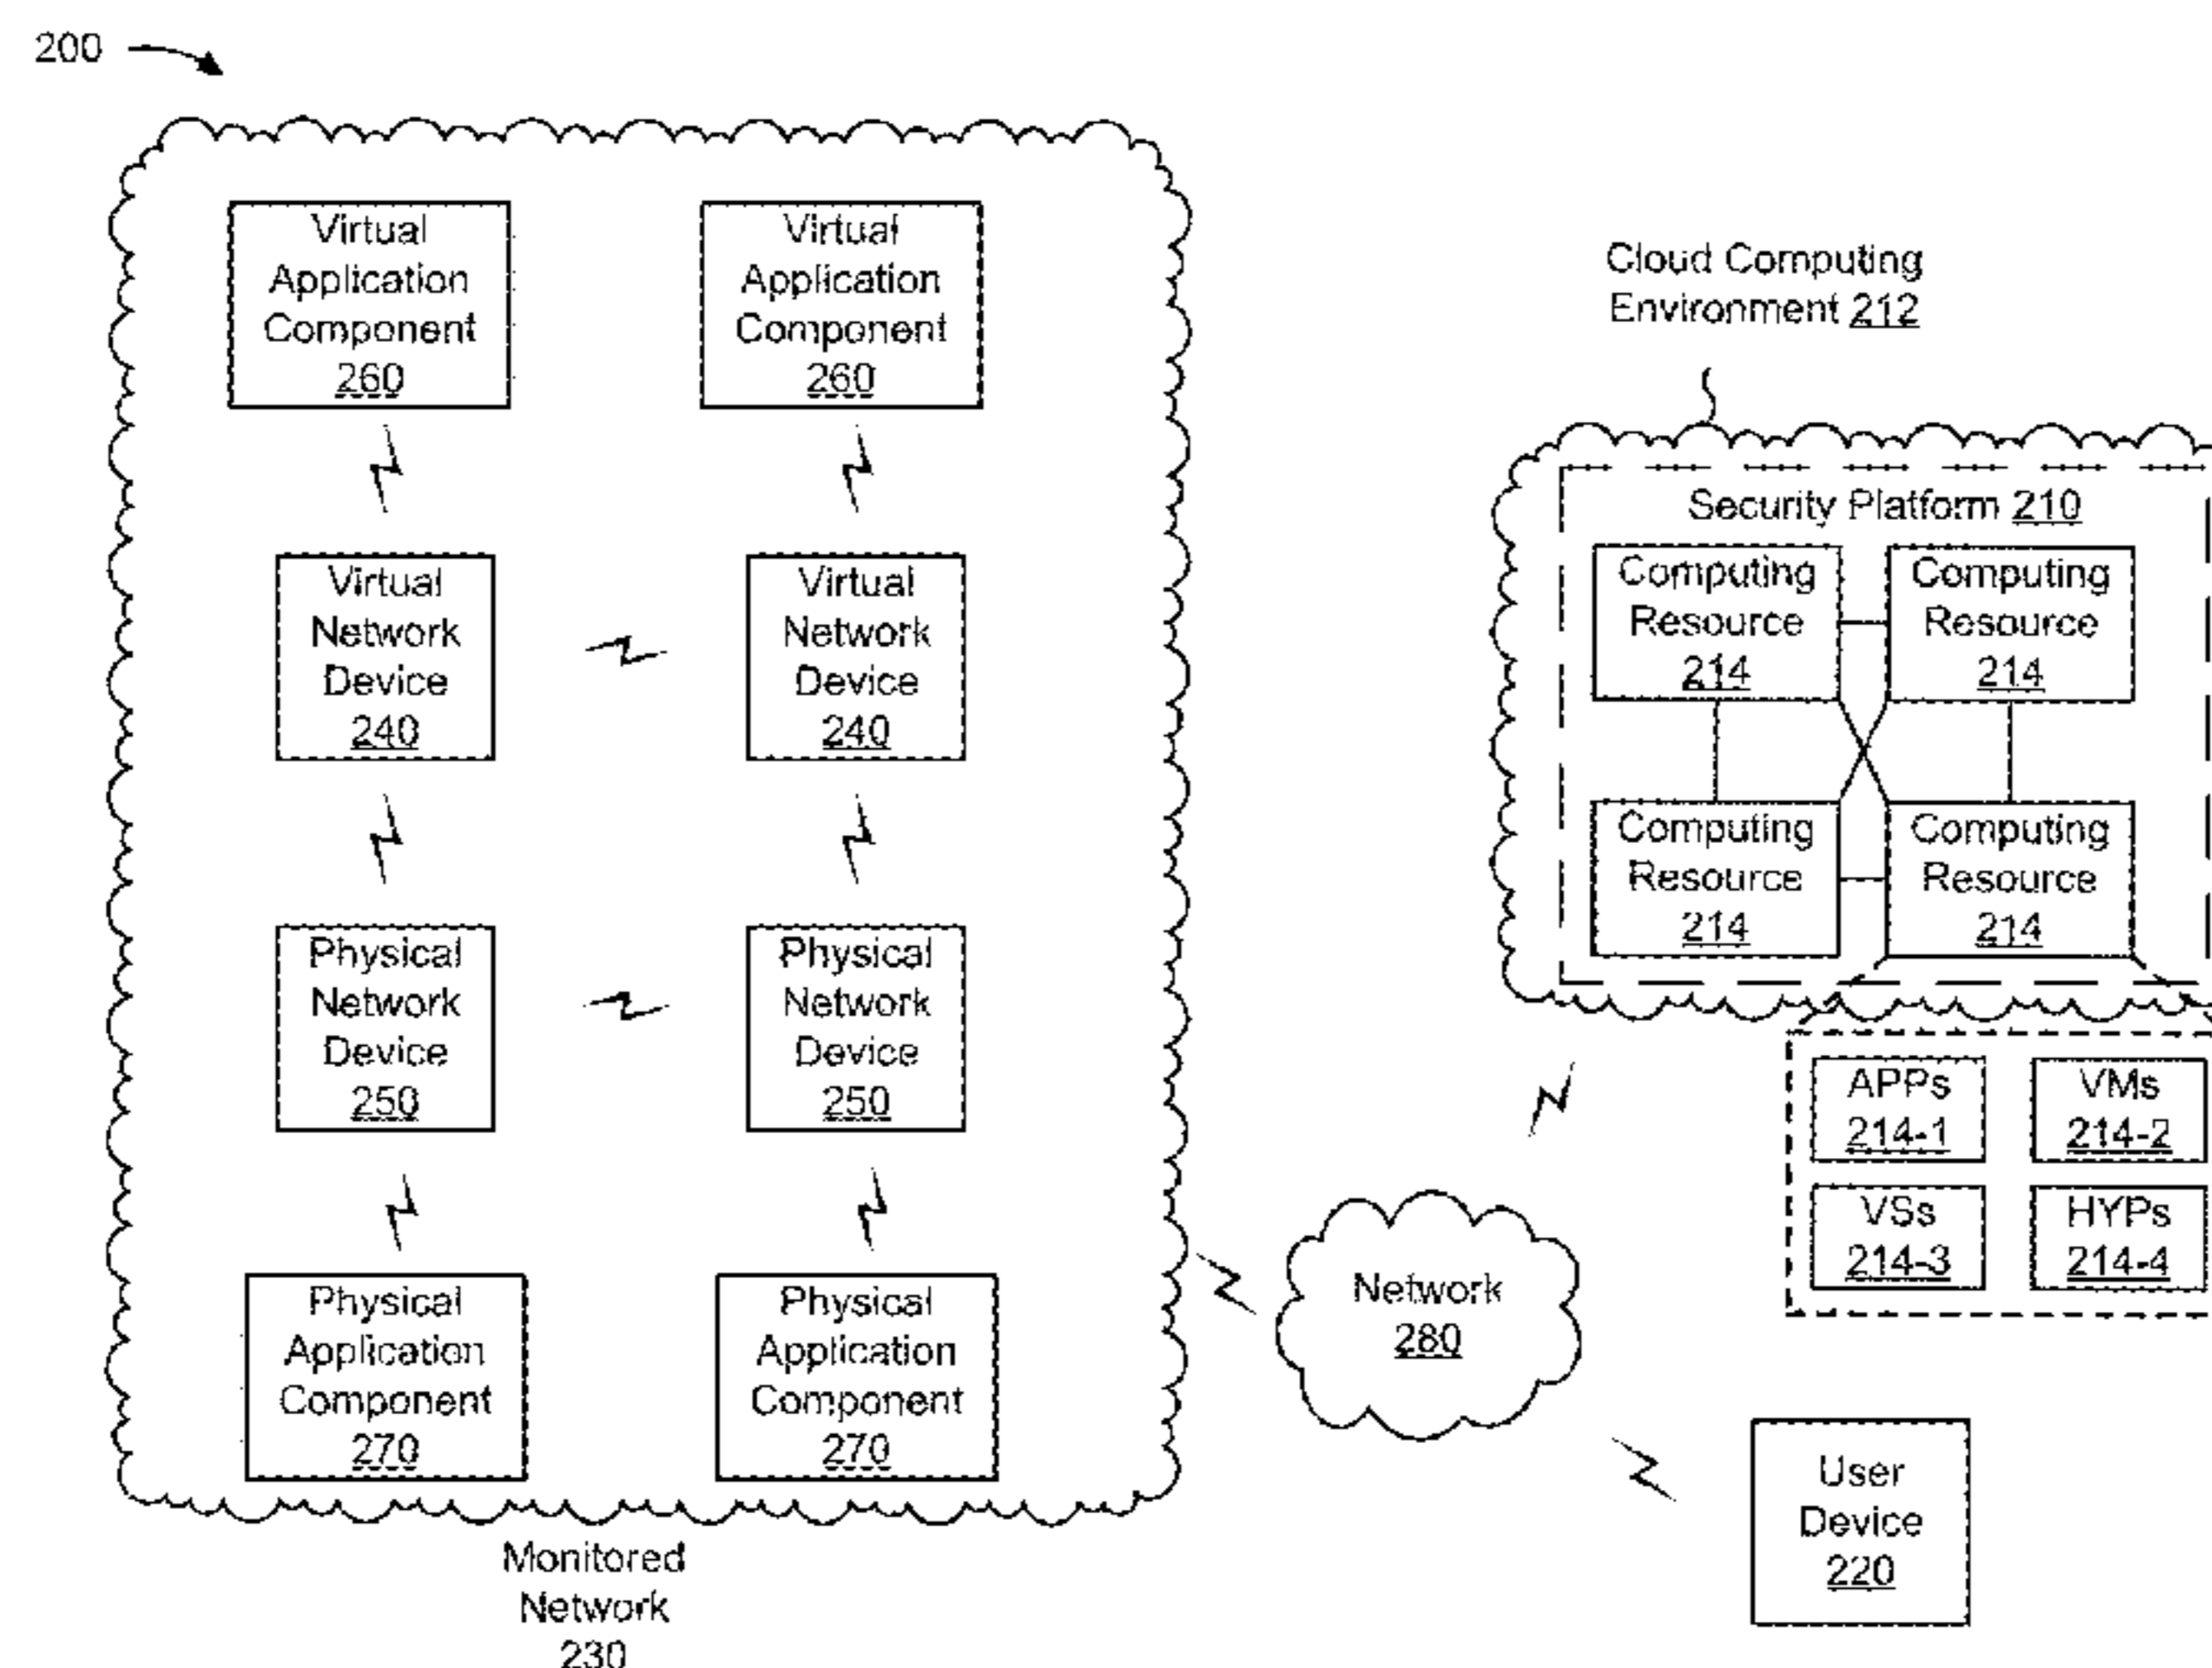 200
Virtual
Application
Component
260
Virtual
Application
Component
260
Virtual
Network
Device
240
Virtual
Network
Device
240
Physical
Network
Device
250
Physical
Network
Device
250
Physical
Application
Component
270
Physical
Application
Component
270
Monitored
Network
230
Cloud Computing
Environment 212
Security Platform 210
Computing
Resource
214
Computing
Resource
214
Computing
Resource
214
Computing
Resource
214
APPs
214-1
VMs
214-2
VSs
214-3
HYPs
214-4
Network
280
User
Device
220